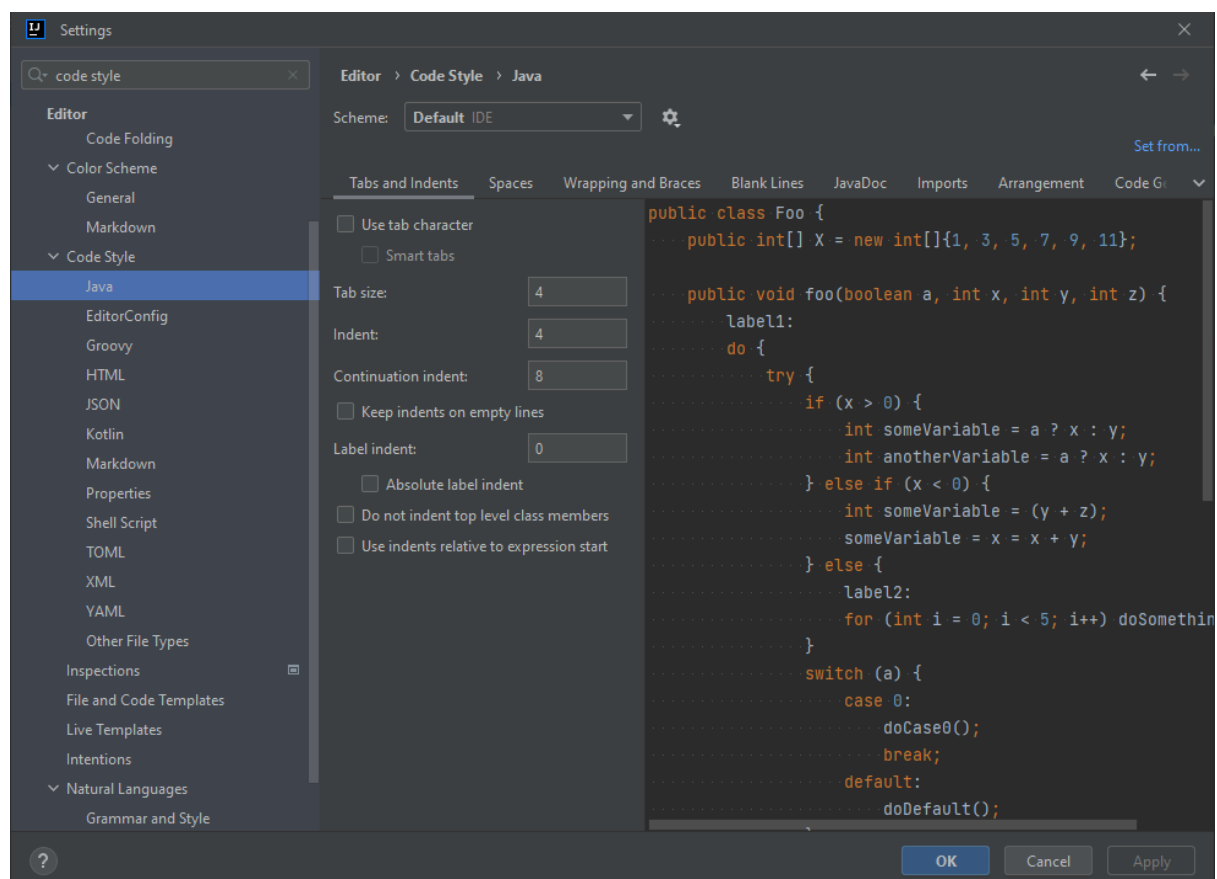 Settings
code style
Editor
Code Folding
Color Scheme
General
Markdown
Code Style
Java
EditorConfig
Groovy
HTML
JSON
Kotlin
Markdown
Properties
Shell Script
TOML
XML
YAML
Other File Types
Inspections
File and Code Templates
Live Templates
Intentions
Natural Languages
Grammar and Style
Editor > Code Style > Java
Scheme: Default IDE
Set from...
Tabs and Indents Spaces Wrapping and Braces Blank Lines JavaDoc Imports Arrangement Code
Use tab character
Smart tabs
Tab size: 4
Indent: 4
Continuation indent: 8
Keep indents on empty lines
Label indent: 0
Absolute label indent
Do not indent top level class members
Use indents relative to expression start
public class Foo {
public int[] X = new int[]{1, 3, 5, 7, 9, 11};
public void foo(boolean a, int x, int y, int z) {
label1:
do {
try {
if (x > 0) {
int someVariable = a ? x : y;
int anotherVariable = a ? x : y;
} else if (x < 0) {
int someVariable = (y + z);
someVariable = x = x + y;
} else {
label2:
for (int i = 0; i < 5; i++) doSomethin
}
switch (a) {
case 0:
doCase0();
break;
default:
doDefault();
?
OK Cancel Apply